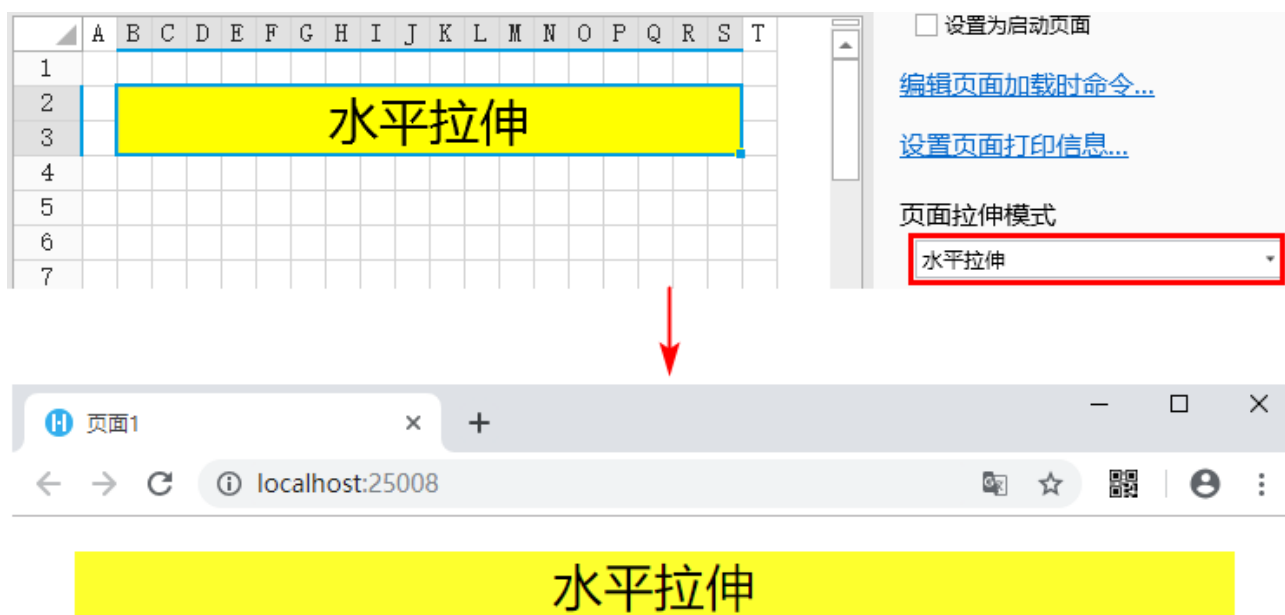 设置为启动页面
A B C D E F G H I J K L M N O P Q R S T
1
编辑页面加载时命令...
2
水平拉伸
3
设置页面打印信息...
4
5
页面拉伸模式
6
水平拉伸
7
页面1
localhost:25008
水平拉伸